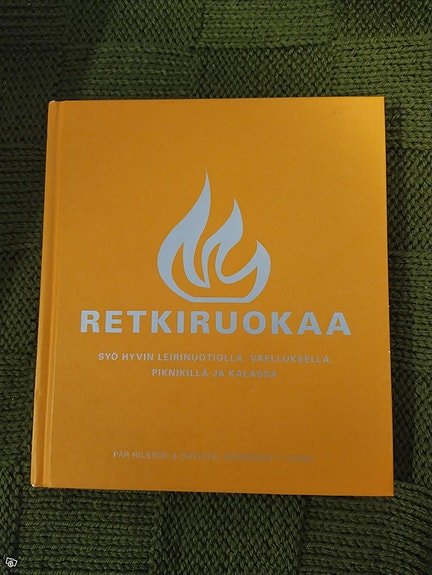 RETKIRUOKAA
SYÖ HYVIN LEIRINUOTIOLLA, VAELLUKSELLA,
PIKNIKILLÄ JA KALASSA
PÄR NILSSON &